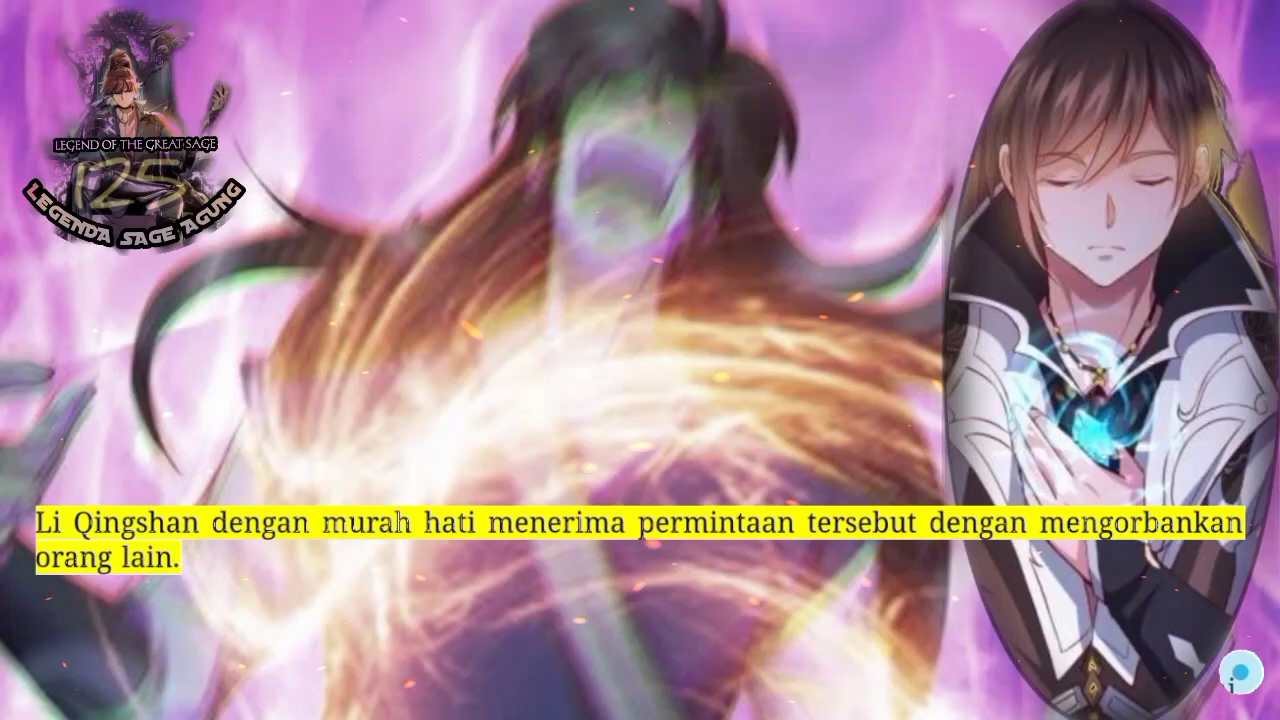 LEGEND OF THE GREAT SAGE
125
LEGENDA SAGE AGUNG
Li Qingshan dengan murah hati menerima permintaan tersebut dengan mengorbankan
orang lain.